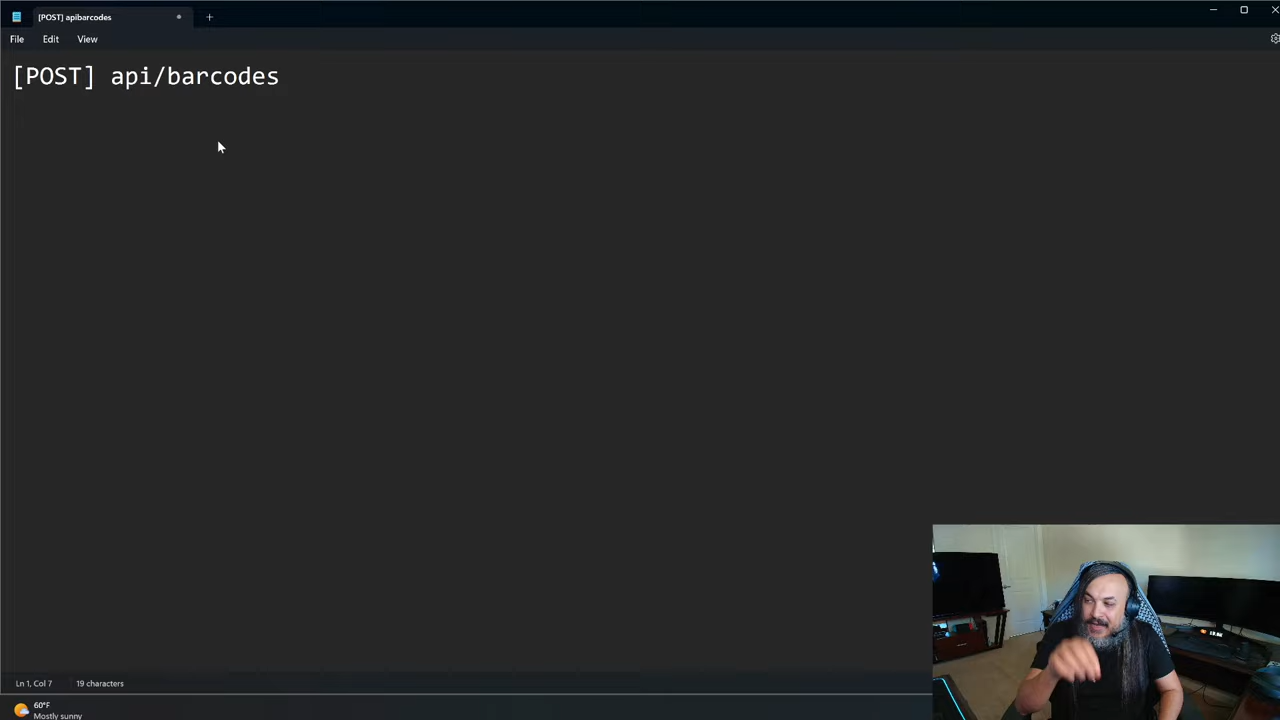 [POST] apibarcodes
File Edit View
[POST] api/barcodes
Ln 1, Col 7 19 characters
60°F
Mostly sunny